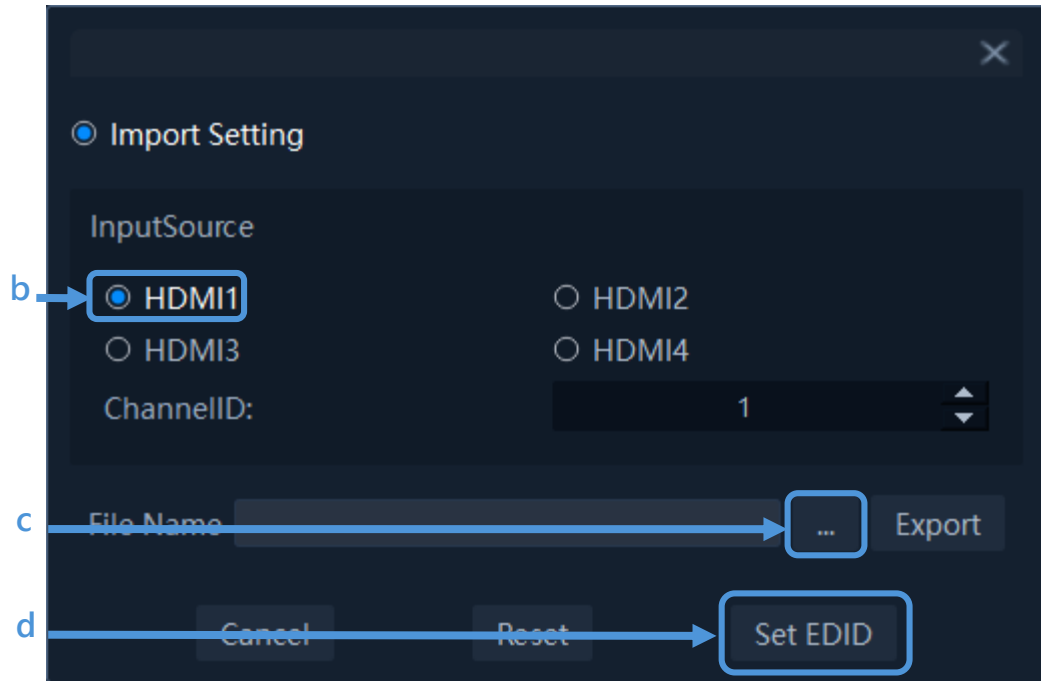 Import Setting
InputSource
b HDMI1 HDMI2
HDMI3 HDMI4
ChannelID: 1
c File Name ... Export
d Cancel Reset Set EDID